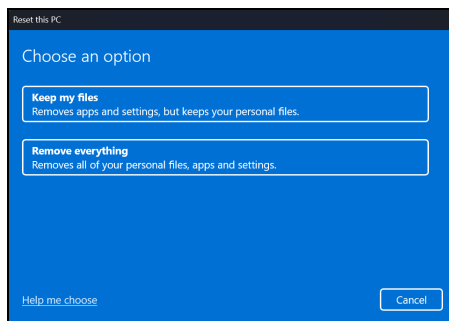 Reset this PC
Choose an option
Keep my files
Removes apps and settings, but keeps your personal files.
Remove everything
Removes all of your personal files, apps and settings.
Help me choose
Cancel